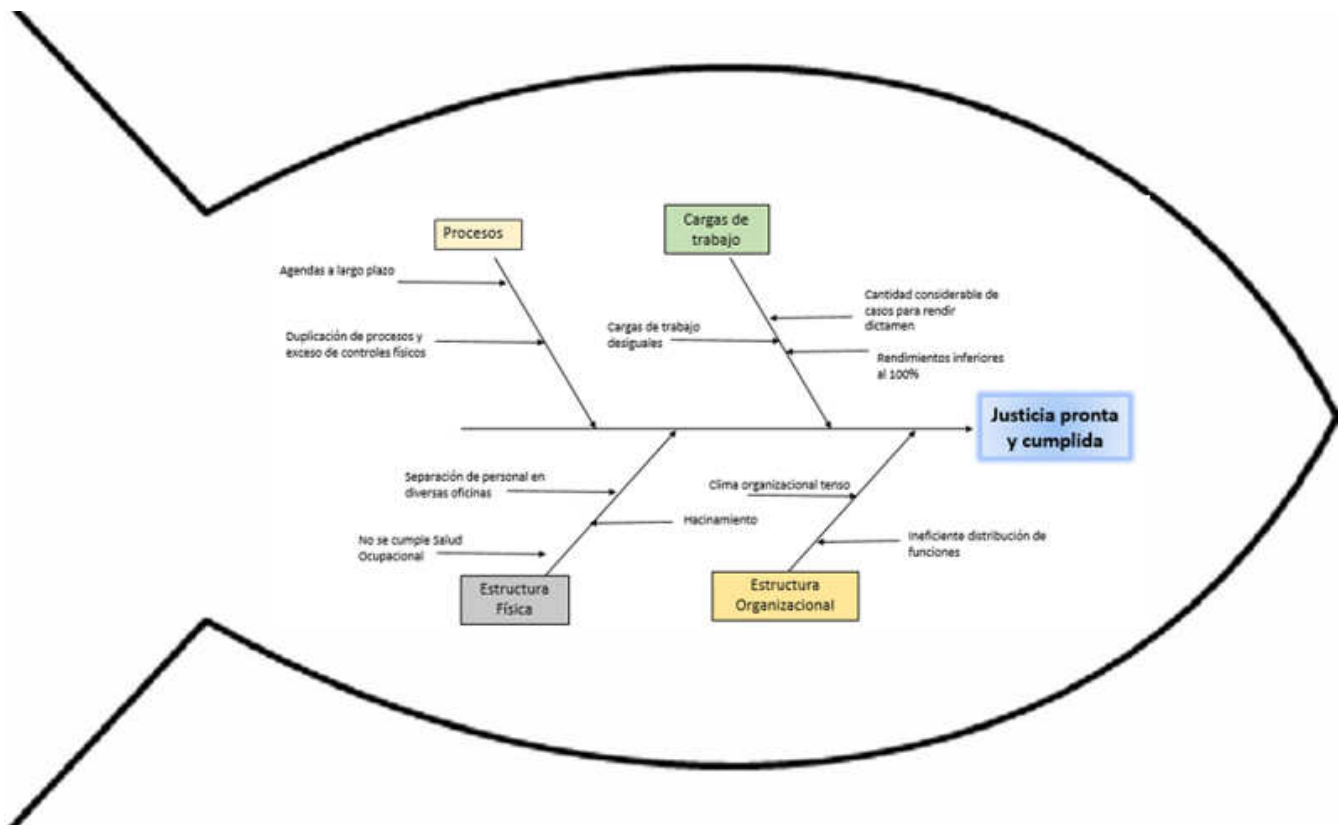 Procesos
Cargas de
trabajo
Agendas a largo plazo
Cantidad considerable de
casos para rendir
dictamen
Cargas de trabajo
desiguales
Duplicación de procesos y
exceso de controles físicos
Rendimientos inferiores
al 100%
Justicia pronta
y cumplida
Separación de personal en
diversas oficinas
Clima organizacional tenso
Hacinamiento
No se cumple Salud
Ocupacional
Ineficiente distribución de
funciones
Estructura
Física
Estructura
Organizacional